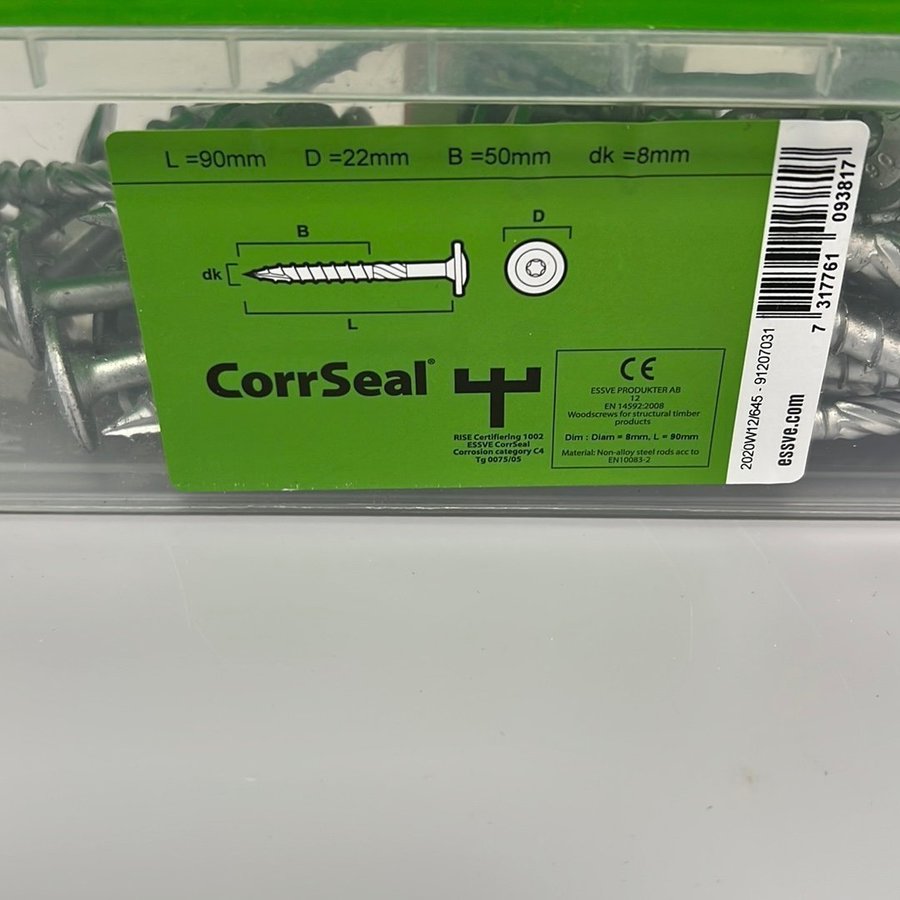 L =90mm D =22mm B =50mm dk =8mm
B
D
dk
L
CorrSeal®
RISE Certifiering 1002
ESSVE CorrSeal
Corrosion category C4
Tg 0075/05
CE
ESSVE PRODUKTER AB
12
EN 14592:2008
Woodscrews for structural timber
products
Dim : Diam = 8mm, L = 90mm
Material: Non-alloy steel rods acc to
EN10083-2
7 317761 093817
2020W12/645 - 91207031
essve.com